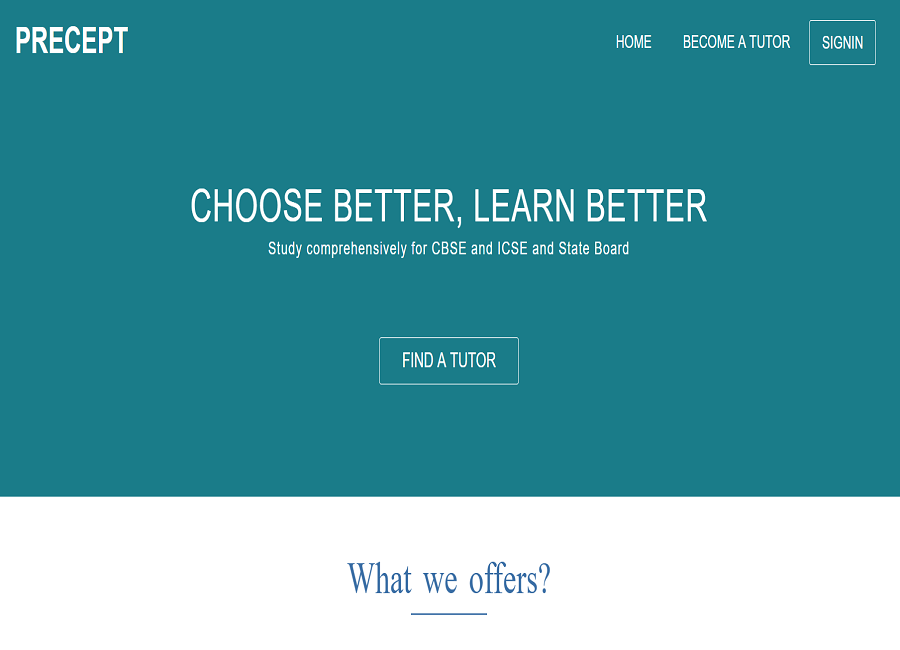 PRECEPT
HOME BECOME A TUTOR SIGNIN
CHOOSE BETTER, LEARN BETTER
Study comprehensively for CBSE and ICSE and State Board
FIND A TUTOR
What we offers?